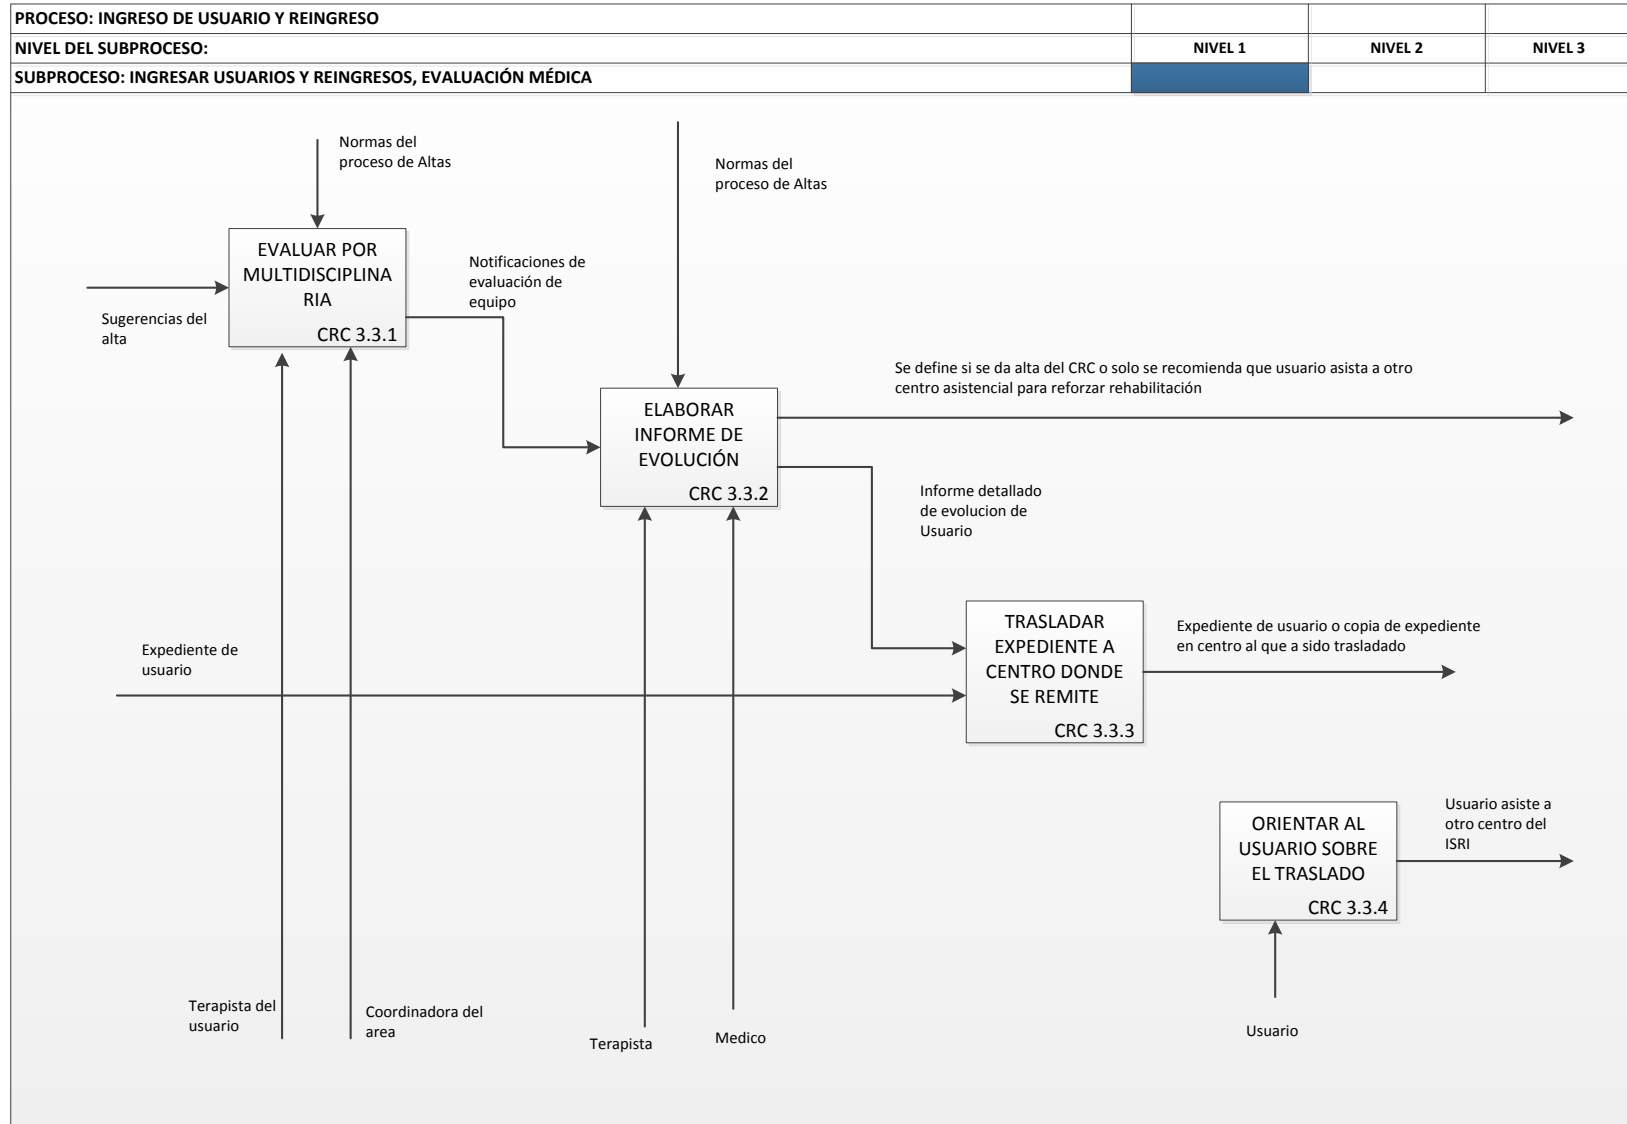 PROCESO: INGRESO DE USUARIO Y REINGRESO
NIVEL DEL SUBPROCESO:
NIVEL 1
NIVEL 2
NIVEL 3
SUBPROCESO: INGRESAR USUARIOS Y REINGRESOS, EVALUACIÓN MÉDICA
Normas del
proceso de Altas
Normas del
proceso de Altas
EVALUAR POR
MULTIDISCIPLINA
RIA
CRC 3.3.1
Sugerencias del
alta
Notificaciones de
evaluación de
equipo
Se define si se da alta del CRC o solo se recomienda que usuario asista a otro
centro asistencial para reforzar rehabilitación
ELABORAR
INFORME DE
EVOLUCIÓN
CRC 3.3.2
Informe detallado
de evolucion de
Usuario
Expediente de
usuario
TRASLADAR
EXPEDIENTE A
CENTRO DONDE
SE REMITE
CRC 3.3.3
Expediente de usuario o copia de expediente
en centro al que a sido trasladado
ORIENTAR AL
USUARIO SOBRE
EL TRASLADO
CRC 3.3.4
Usuario asiste a
otro centro del
ISRI
Terapista del
usuario
Coordinadora del
area
Terapista
Medico
Usuario